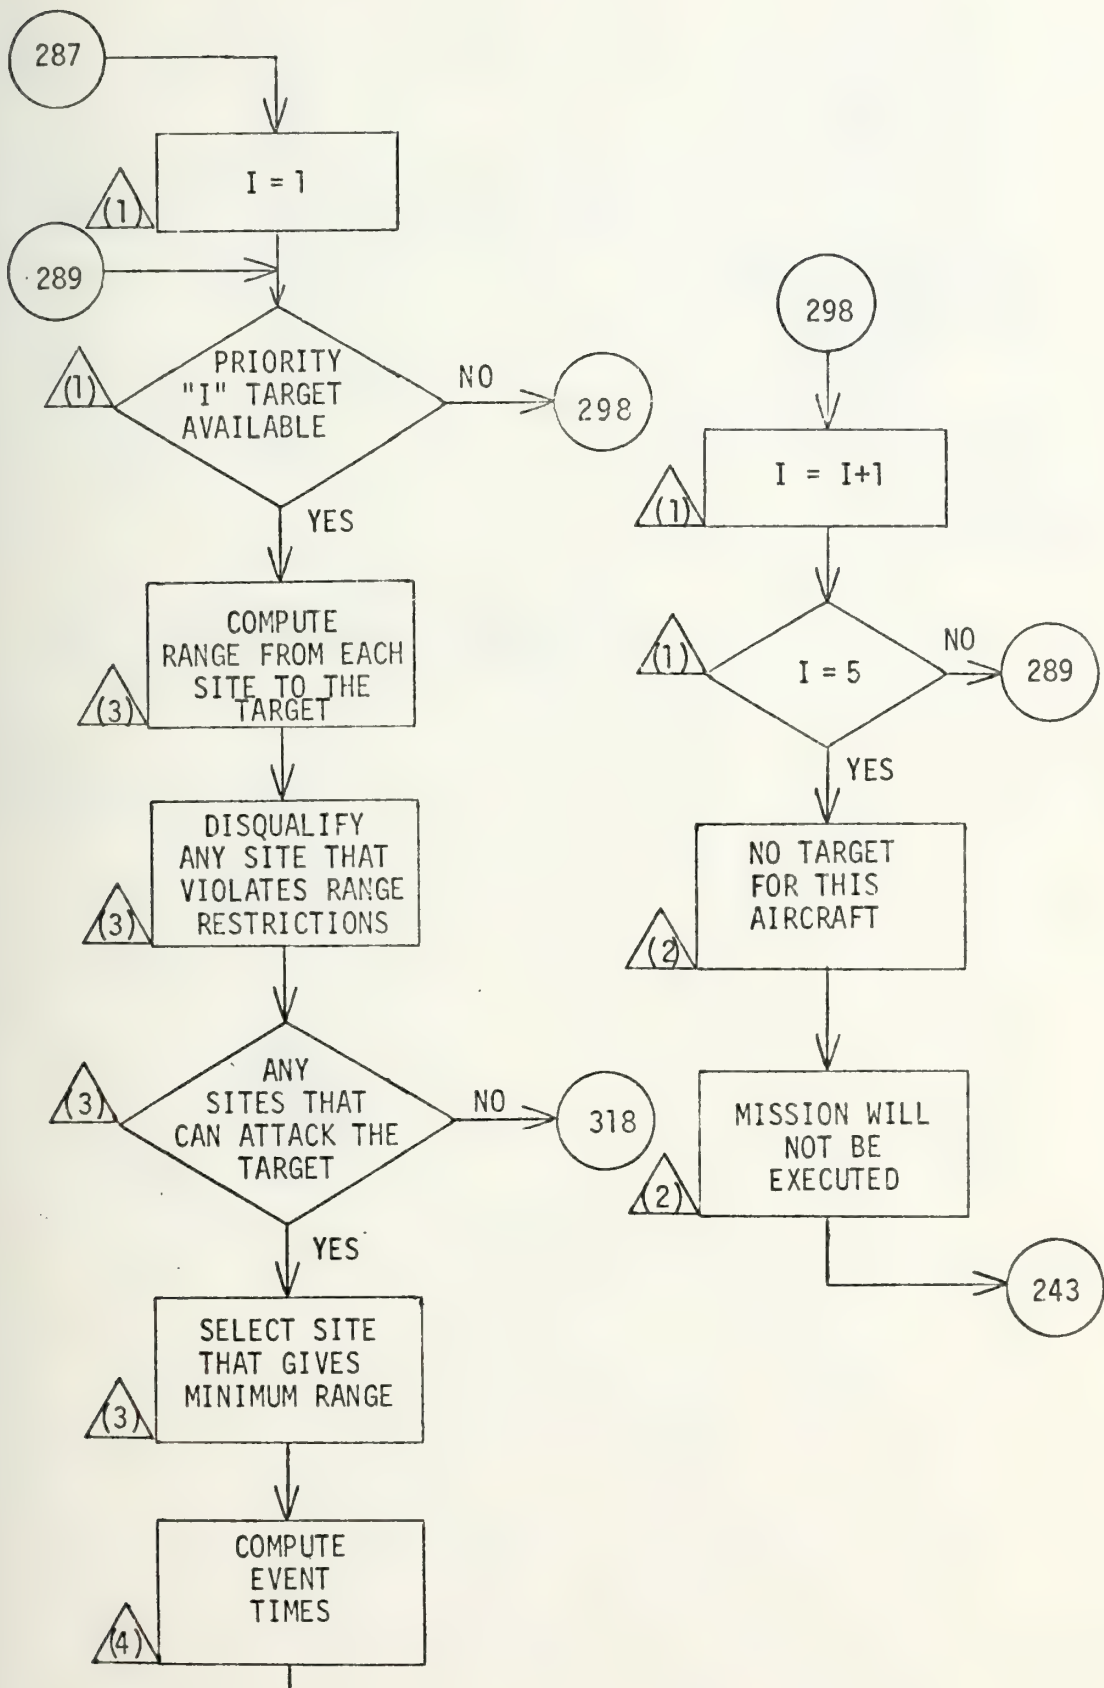 287
I = 1
(1)
289
PRIORITY
"I" TARGET
AVAILABLE
(1)
NO
298
YES
COMPUTE
RANGE FROM EACH
SITE TO THE
TARGET
(3)
DISQUALIFY
ANY SITE THAT
VIOLATES RANGE
RESTRICTIONS
(3)
ANY
SITES THAT
CAN ATTACK THE
TARGET
(3)
NO
318
YES
SELECT SITE
THAT GIVES
MINIMUM RANGE
(3)
COMPUTE
EVENT
TIMES
(4)
298
I = I+1
(1)
I = 5
(1)
NO
289
YES
NO TARGET
FOR THIS
AIRCRAFT
(2)
MISSION WILL
NOT BE
EXECUTED
(2)
243